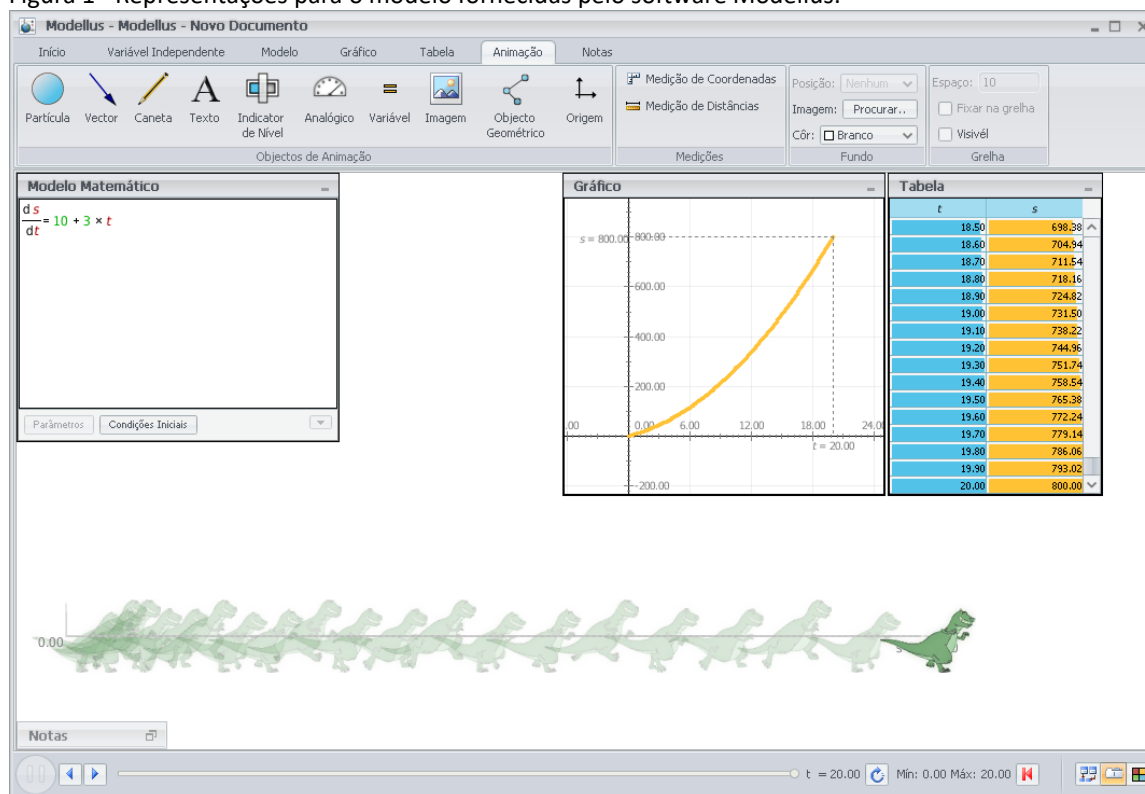 Figura 1 - Representações para o modelo fornecidas pelo software Modellus.
Modellus - Modellus - Novo Documento
Início Variável Independente Modelo Gráfico Tabela Animação Notas
Partícula Vector Caneta Texto Indicator de Nível Analógico Variável Imagem Objecto Geométrico Origem
Objectos de Animação
Medição de Coordenadas
Medição de Distâncias
Medições
Posição: Nenhum
Imagem: Procurar..
Côr: Branco
Fundo
Espaço: 10
Fixar na grelha
Visível
Grelha
Modelo Matemático
ds
dt = 10 + 3 × t
Parâmetros Condições Iniciais
Gráfico
s = 800.00 800.00
600.00
400.00
200.00
.00 0.00 6.00 12.00 18.00 24.0
t = 20.00
-200.00
Tabela
t s
18.50 698.38
18.60 704.94
18.70 711.54
18.80 718.16
18.90 724.82
19.00 731.50
19.10 738.22
19.20 744.96
19.30 751.74
19.40 758.54
19.50 765.38
19.60 772.24
19.70 779.14
19.80 786.06
19.90 793.02
20.00 800.00
0.00
s
Notas
t = 20.00 Mín: 0.00 Máx: 20.00